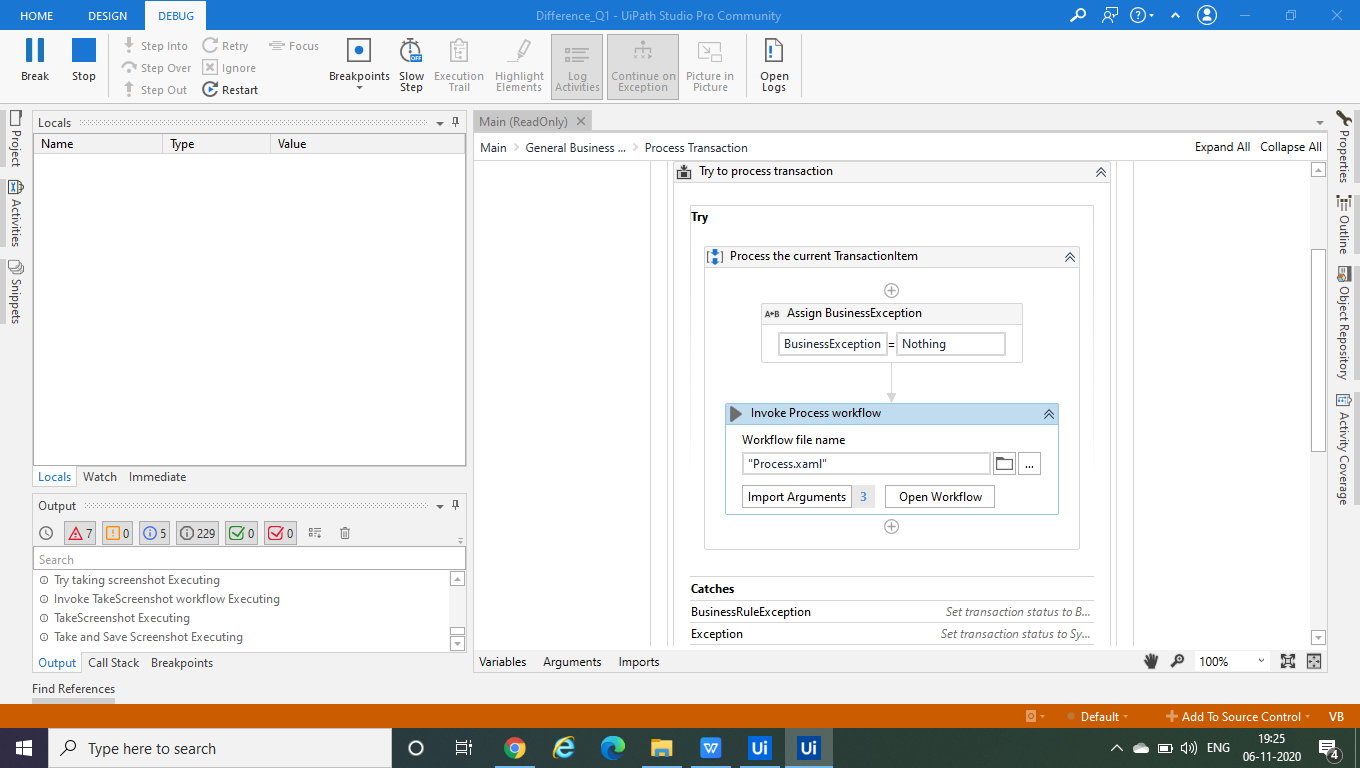 HOME DESIGN DEBUG Difference_Q1 - UiPath Studio Pro Community
Break Stop Step Into Step Over Step Out Retry Ignore Restart Focus Breakpoints Slow Step Execution Trail Highlight Elements Log Activities Continue on Exception Picture in Picture Open Logs
Project
Activities
Snippets
Locals
Name Type Value
Locals Watch Immediate
Output
7 0 5 229 0 0
Search
Try taking screenshot Executing
Invoke TakeScreenshot workflow Executing
TakeScreenshot Executing
Take and Save Screenshot Executing
Output Call Stack Breakpoints
Find References
Main (ReadOnly)
Main General Business ... Process Transaction Expand All Collapse All
Try to process transaction
Try
Process the current TransactionItem
A+B Assign BusinessException
BusinessException = Nothing
Invoke Process workflow
Workflow file name
"Process.xaml" ...
Import Arguments 3 Open Workflow
Catches
BusinessRuleException Set transaction status to B...
Exception Set transaction status to Sy...
Variables Arguments Imports 100%
Properties
Outline
Object Repository
Activity Coverage
Default Add To Source Control VB
Type here to search Ui Ui ENG 19:25
06-11-2020 4